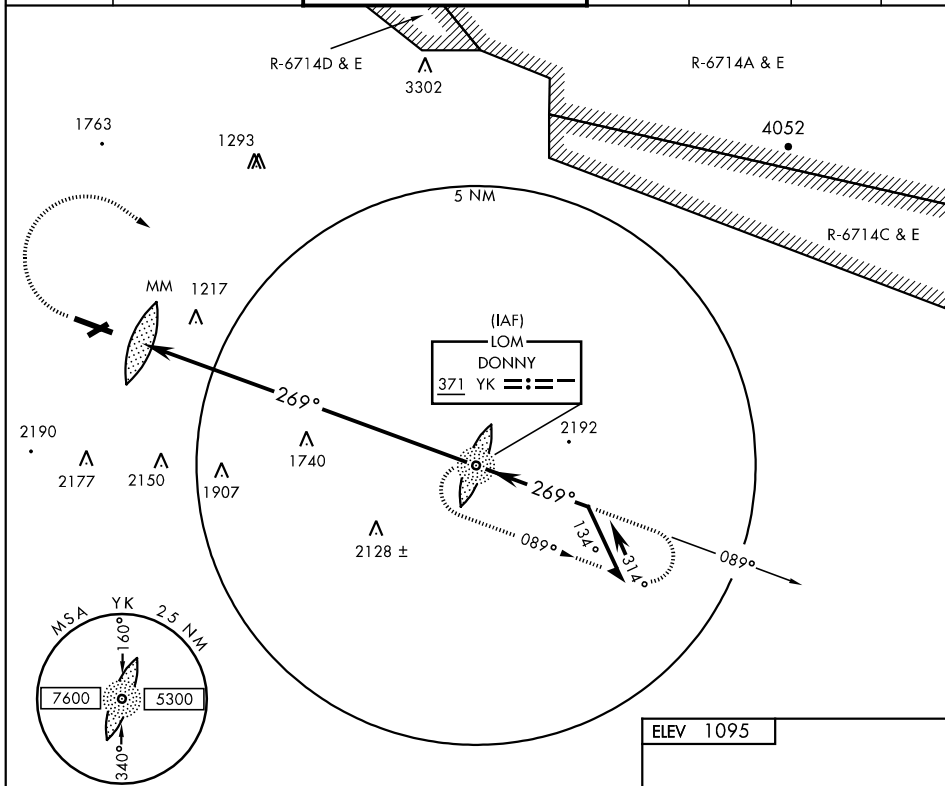 R-6714D & E
R-6714A & E
3302
1763
1293
4052
5 NM
R-6714C & E
MM 1217
(IAF)
LOM
DONNY
371 YK
269°
2190
2177
2150
1907
1740
2192
269°
2128 ±
089°
134°
314°
089°
MSA YK 25 NM
160°
7600
5300
340°
ELEV 1095